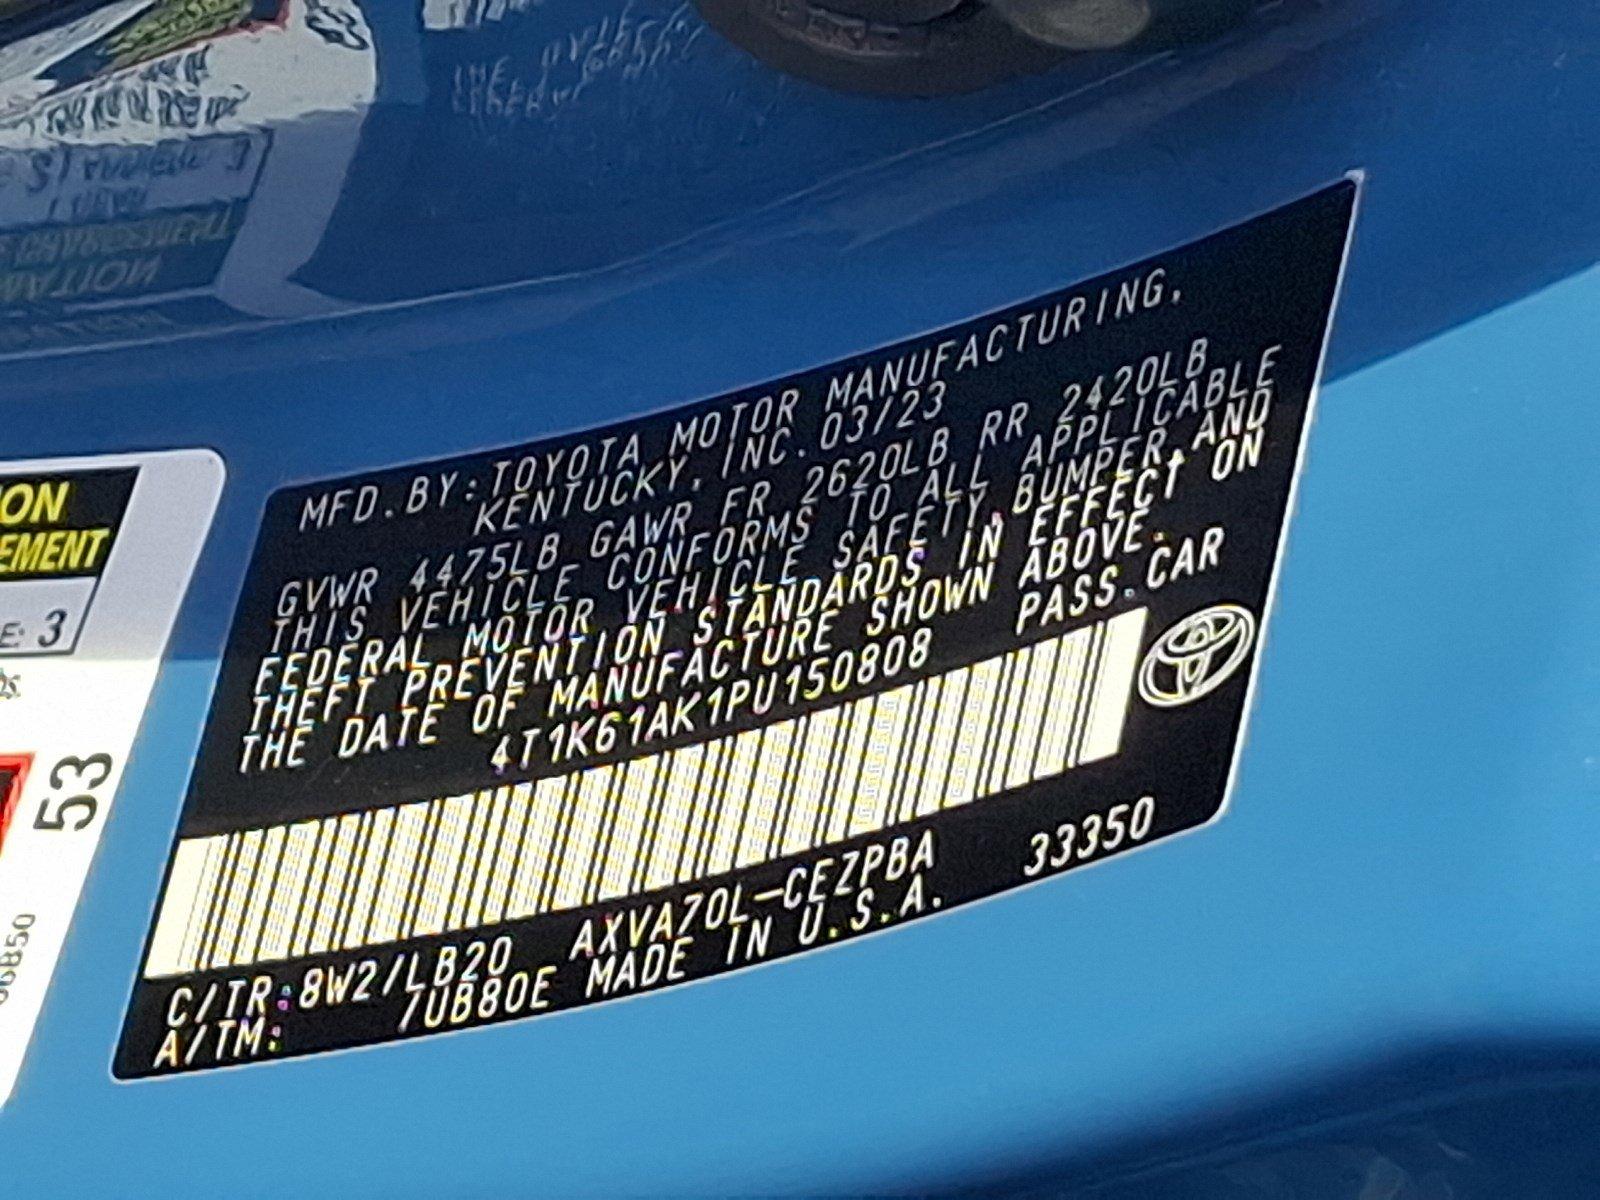 MFD.BY:TOYOTA MOTOR MANUFACTURING,
KENTUCKY, INC. 03/23
GVWR 4475LB GAWR FR 2620LB RR 2420LB
THIS VEHICLE CONFORMS TO ALL APPLICABLE
FEDERAL MOTOR VEHICLE SAFETY,BUMPER,AND
THEFT PREVENTION STANDARDS IN EFFECT ON
THE DATE OF MANUFACTURE SHOWN ABOVE.
4T1K61AK1PU150808 PASS.CAR
C/TR:8W2/LB20 AXVA70L-CEZPBA 33350
A/TM: /UB80E MADE IN U.S.A.
ION
EMENT
E: 3
53